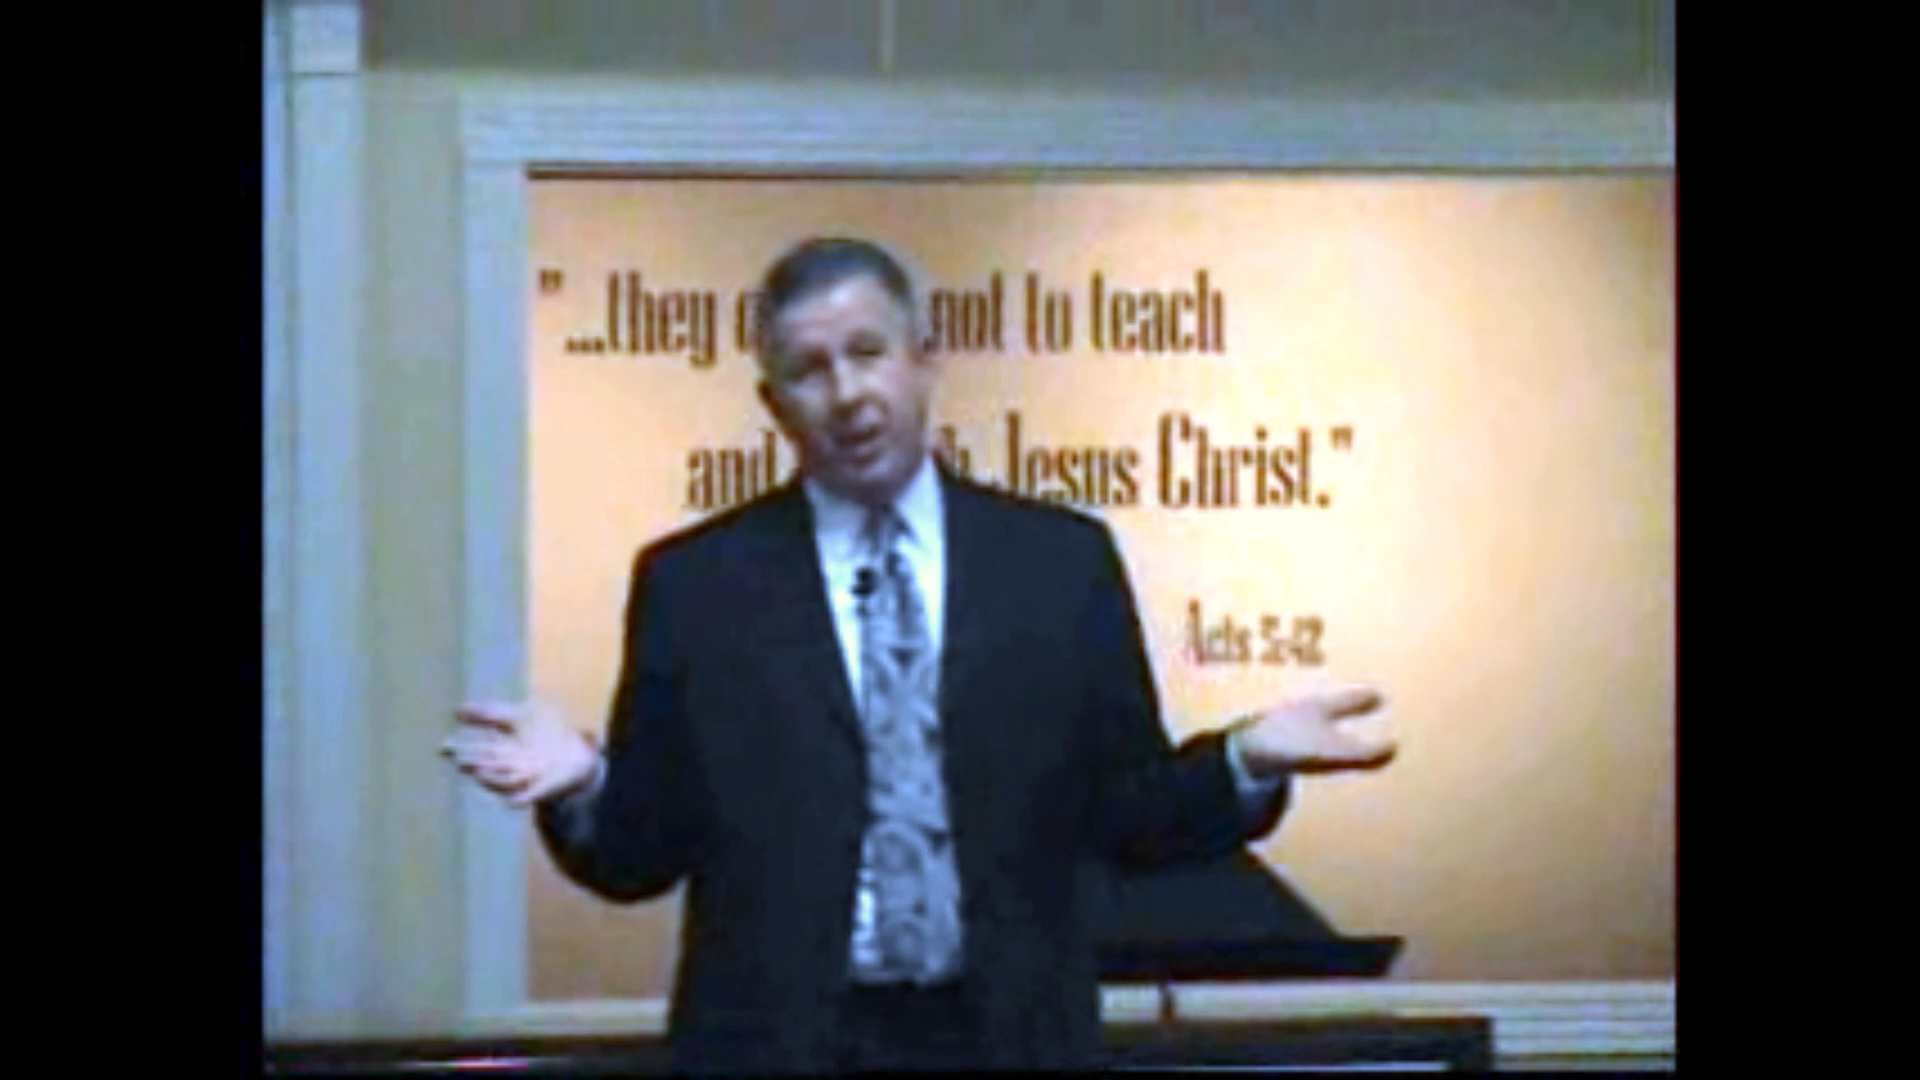 "...they not to teach
and Jesus Christ."
Acts 5:42